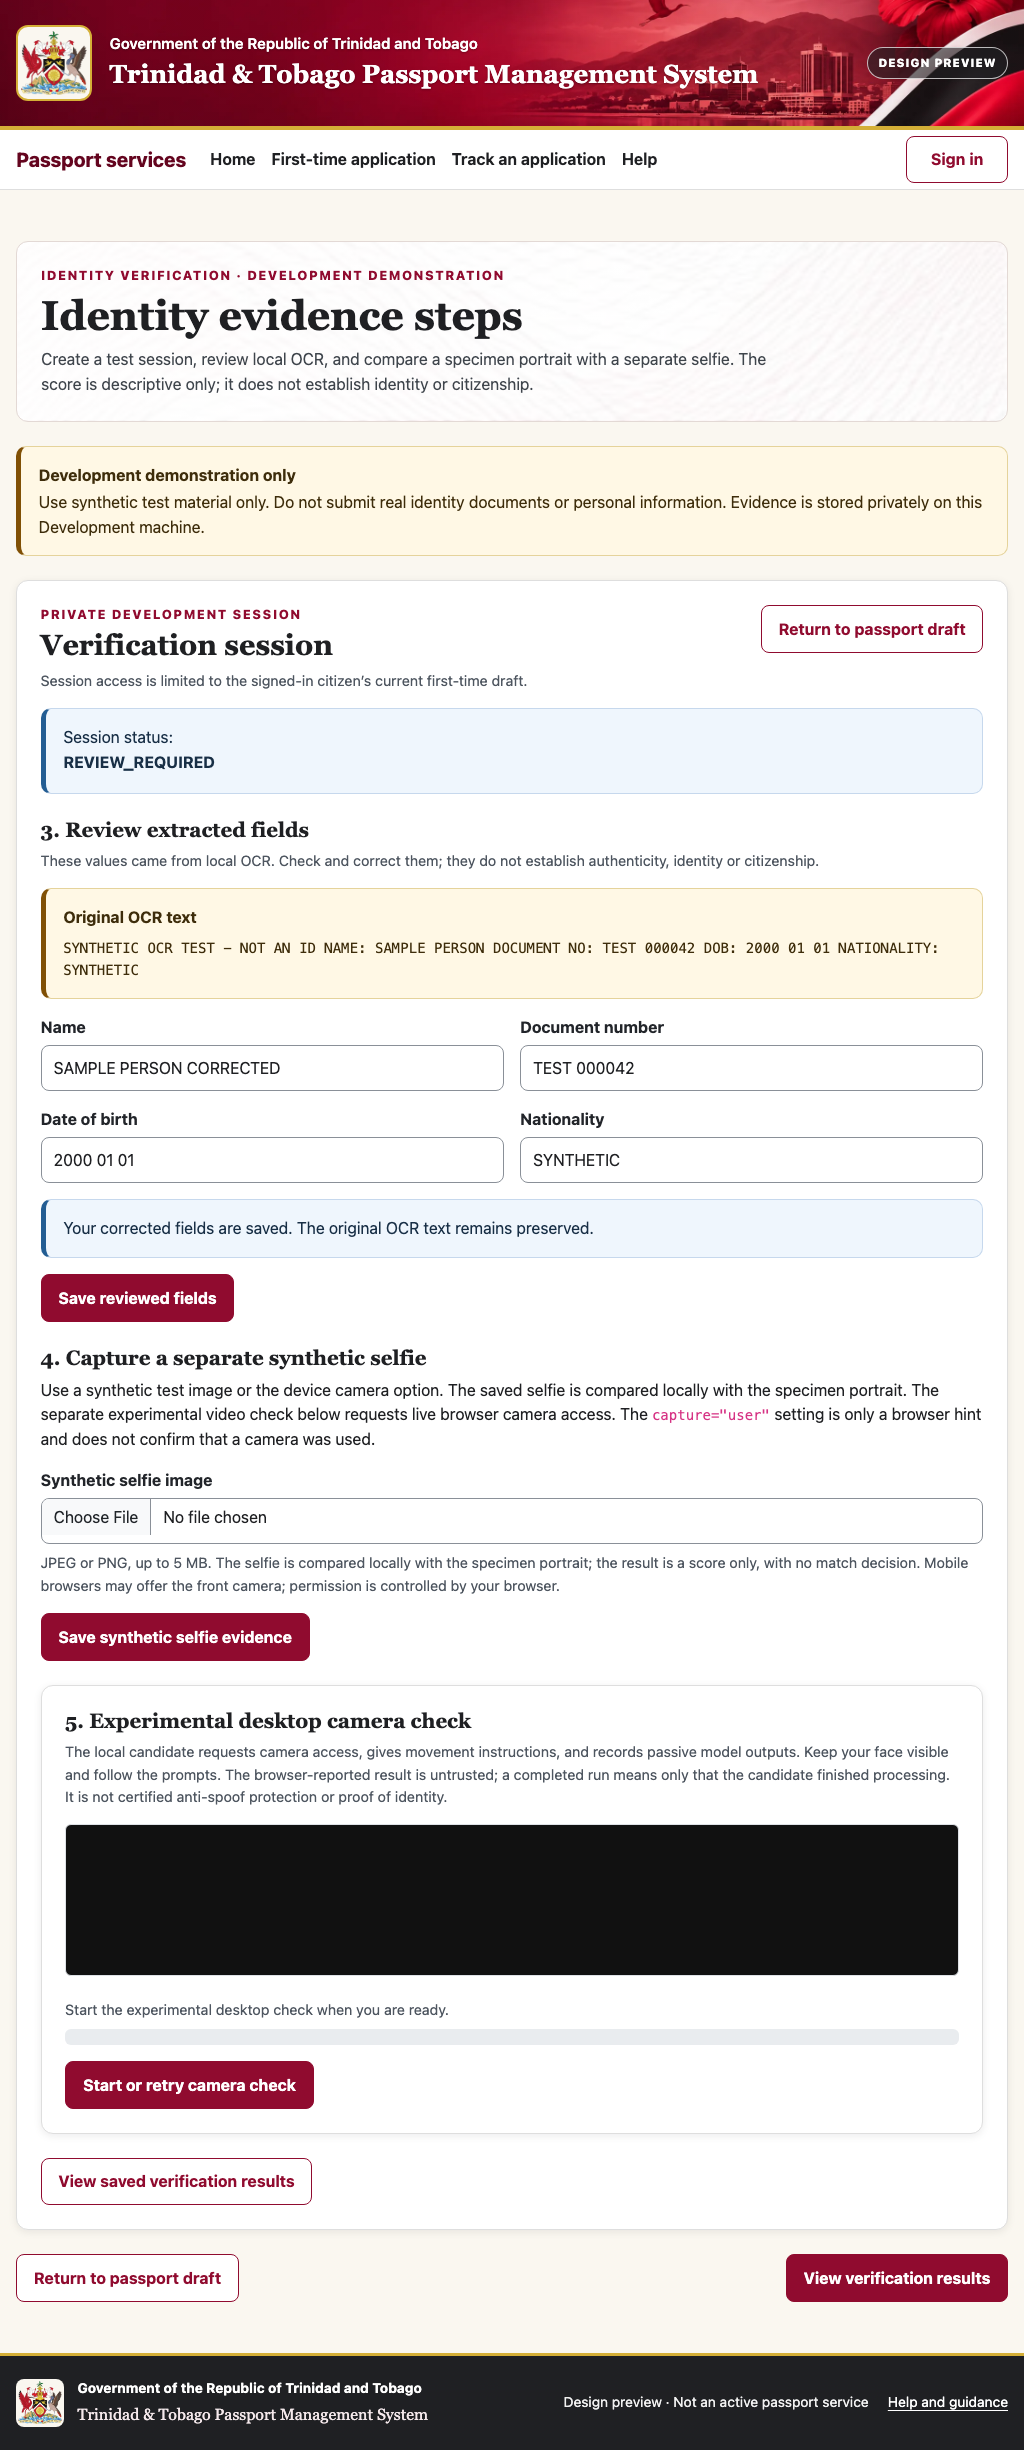 Government of the Republic of Trinidad and Tobago
Trinidad & Tobago Passport Management System
DESIGN PREVIEW
Passport services
Home
First-time application
Track an application
Help
Sign in
IDENTITY VERIFICATION · DEVELOPMENT DEMONSTRATION
Identity evidence steps
Create a test session, review local OCR, and compare a specimen portrait with a separate selfie. The
score is descriptive only; it does not establish identity or citizenship.
Development demonstration only
Use synthetic test material only. Do not submit real identity documents or personal information. Evidence is stored privately on this
Development machine.
PRIVATE DEVELOPMENT SESSION
Verification session
Return to passport draft
Session access is limited to the signed-in citizen’s current first-time draft.
Session status:
REVIEW_REQUIRED
3. Review extracted fields
These values came from local OCR. Check and correct them; they do not establish authenticity, identity or citizenship.
Original OCR text
SYNTHETIC OCR TEST — NOT AN ID NAME: SAMPLE PERSON DOCUMENT NO: TEST 000042 DOB: 2000 01 01 NATIONALITY:
SYNTHETIC
Name
Document number
SAMPLE PERSON CORRECTED
TEST 000042
Date of birth
Nationality
2000 01 01
SYNTHETIC
Your corrected fields are saved. The original OCR text remains preserved.
Save reviewed fields
4. Capture a separate synthetic selfie
Use a synthetic test image or the device camera option. The saved selfie is compared locally with the specimen portrait. The
separate experimental video check below requests live browser camera access. The capture="user" setting is only a browser hint
and does not confirm that a camera was used.
Synthetic selfie image
Choose File
No file chosen
JPEG or PNG, up to 5 MB. The selfie is compared locally with the specimen portrait; the result is a score only, with no match decision. Mobile
browsers may offer the front camera; permission is controlled by your browser.
Save synthetic selfie evidence
5. Experimental desktop camera check
The local candidate requests camera access, gives movement instructions, and records passive model outputs. Keep your face visible
and follow the prompts. The browser-reported result is untrusted; a completed run means only that the candidate finished processing.
It is not certified anti-spoof protection or proof of identity.
Start the experimental desktop check when you are ready.
Start or retry camera check
View saved verification results
Return to passport draft
View verification results
Government of the Republic of Trinidad and Tobago
Trinidad & Tobago Passport Management System
Design preview · Not an active passport service
Help and guidance